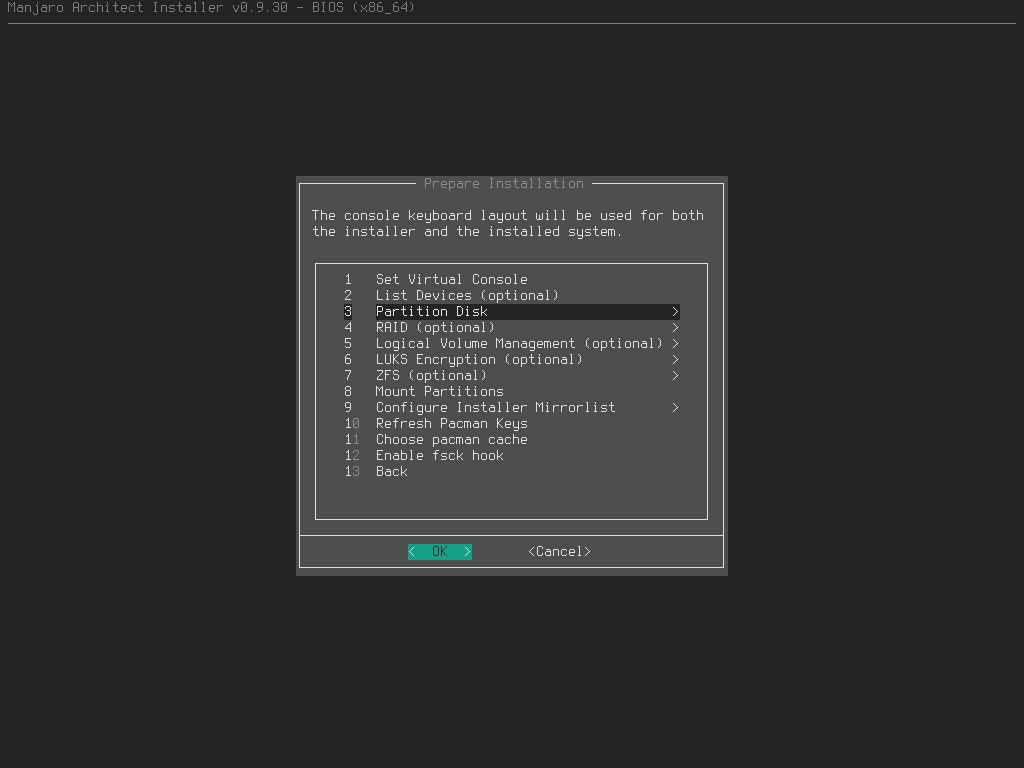 Manjaro Architect Installer v0.9.30 - BIOS (x86_64)
Prepare Installation
The console keyboard layout will be used for both
the installer and the installed system.
1 Set Virtual Console
2 List Devices (optional)
3 Partition Disk >
4 RAID (optional) >
5 Logical Volume Management (optional) >
6 LUKS Encryption (optional) >
7 ZFS (optional) >
8 Mount Partitions
9 Configure Installer Mirrorlist >
10 Refresh Pacman Keys
11 Choose pacman cache
12 Enable fsck hook
13 Back
< OK > <Cancel>